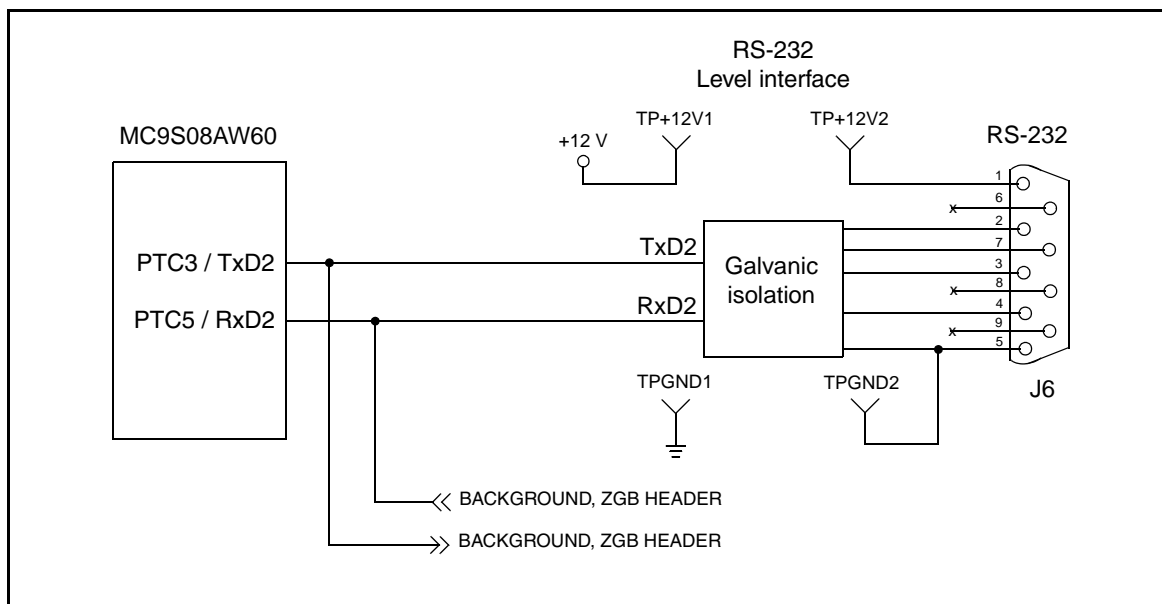 RS-232
Level interface
MC9S08AW60
+12 V
TP+12V1
TP+12V2
RS-232
1
6
x
2
7
3
8
x
4
9
x
5
PTC3 / TxD2
TxD2
PTC5 / RxD2
RxD2
Galvanic
isolation
TPGND1
TPGND2
J6
BACKGROUND, ZGB HEADER
BACKGROUND, ZGB HEADER